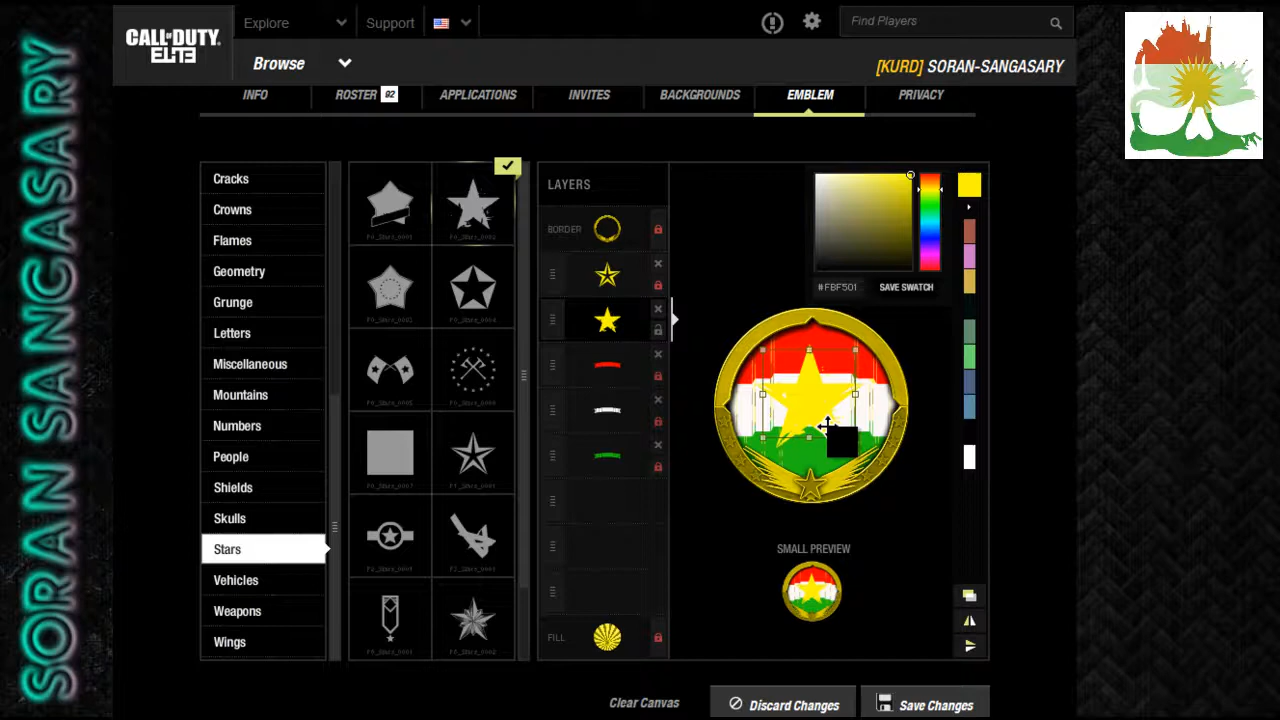 SORAN SANGASARY
CALL OF DUTY
ELITE
Explore
Support
Find Players
Browse
[KURD] SORAN-SANGASARY
INFO
ROSTER 92
APPLICATIONS
INVITES
BACKGROUNDS
EMBLEM
PRIVACY
Cracks
Crowns
Flames
Geometry
Grunge
Letters
Miscellaneous
Mountains
Numbers
People
Shields
Skulls
Stars
Vehicles
Weapons
Wings
LAYERS
BORDER
FILL
#FBF501
SAVE SWATCH
SMALL PREVIEW
Clear Canvas
Discard Changes
Save Changes